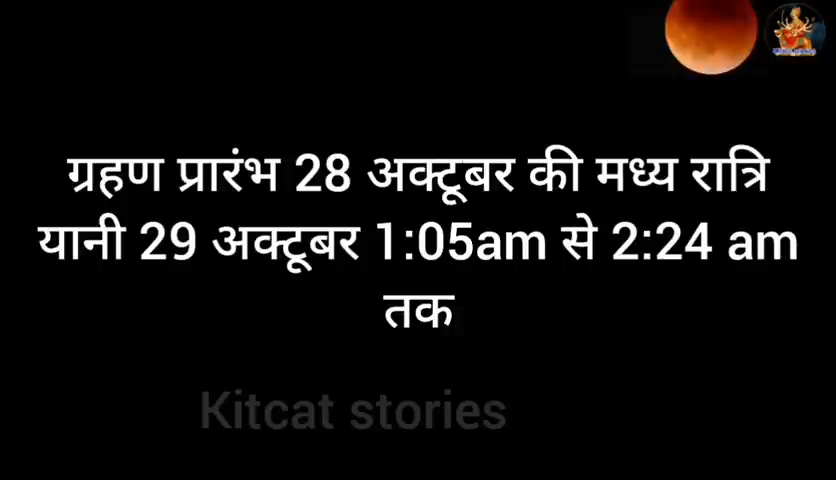 ग्रहण प्रारंभ 28 अक्टूबर की मध्य रात्रि
यानी 29 अक्टूबर 1:05am से 2:24 am
तक
Kitcat stories